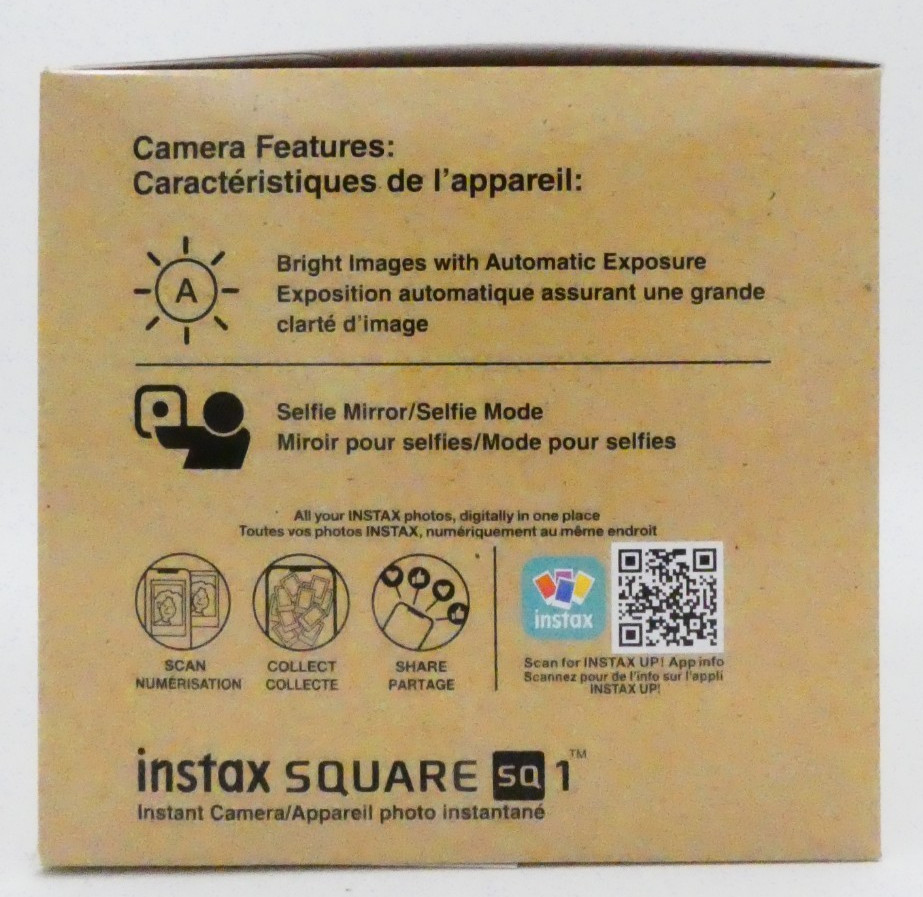 Camera Features:
Caractéristiques de l'appareil:
A
Bright Images with Automatic Exposure
Exposition automatique assurant une grande
clarté d'image
Selfie Mirror/Selfie Mode
Miroir pour selfies/Mode pour selfies
All your INSTAX photos, digitally in one place
Toutes vos photos INSTAX, numériquement au même endroit
SCAN
NUMÉRISATION
COLLECT
COLLECTE
SHARE
PARTAGE
instax
Scan for INSTAX UP! App info
Scannez pour de l'info sur l'appli
INSTAX UP!
instax SQUARE SQ 1™
Instant Camera/Appareil photo instantané